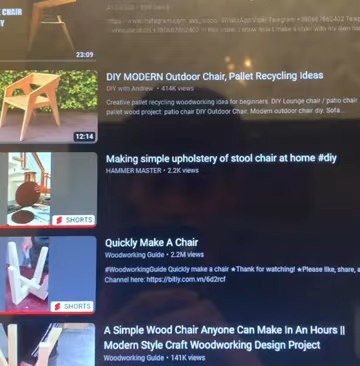 CHAIR
23:09
DIY MODERN Outdoor Chair, Pallet Recycling Ideas
DIY with Andrew • 414K views
Creative pallet recycling woodworking idea for beginners. DIY Lounge chair / patio chair
pallet wood project: patio chair DIY Outdoor Chair. Modern outdoor chair diy. Sofa...
12:14
Making simple upholstery of stool chair at home #diy
HAMMER MASTER • 2.2K views
SHORTS
Quickly Make A Chair
Woodworking Guide • 2.2M views
#WoodworkingGuide Quickly make a chair ★Thank for watching! ★Please like, share, a
Channel here: https://bitly.com.vn/6d2rcf
SHORTS
A Simple Wood Chair Anyone Can Make In An Hours ||
Modern Style Craft Woodworking Design Project
Woodworking Guide • 141K views